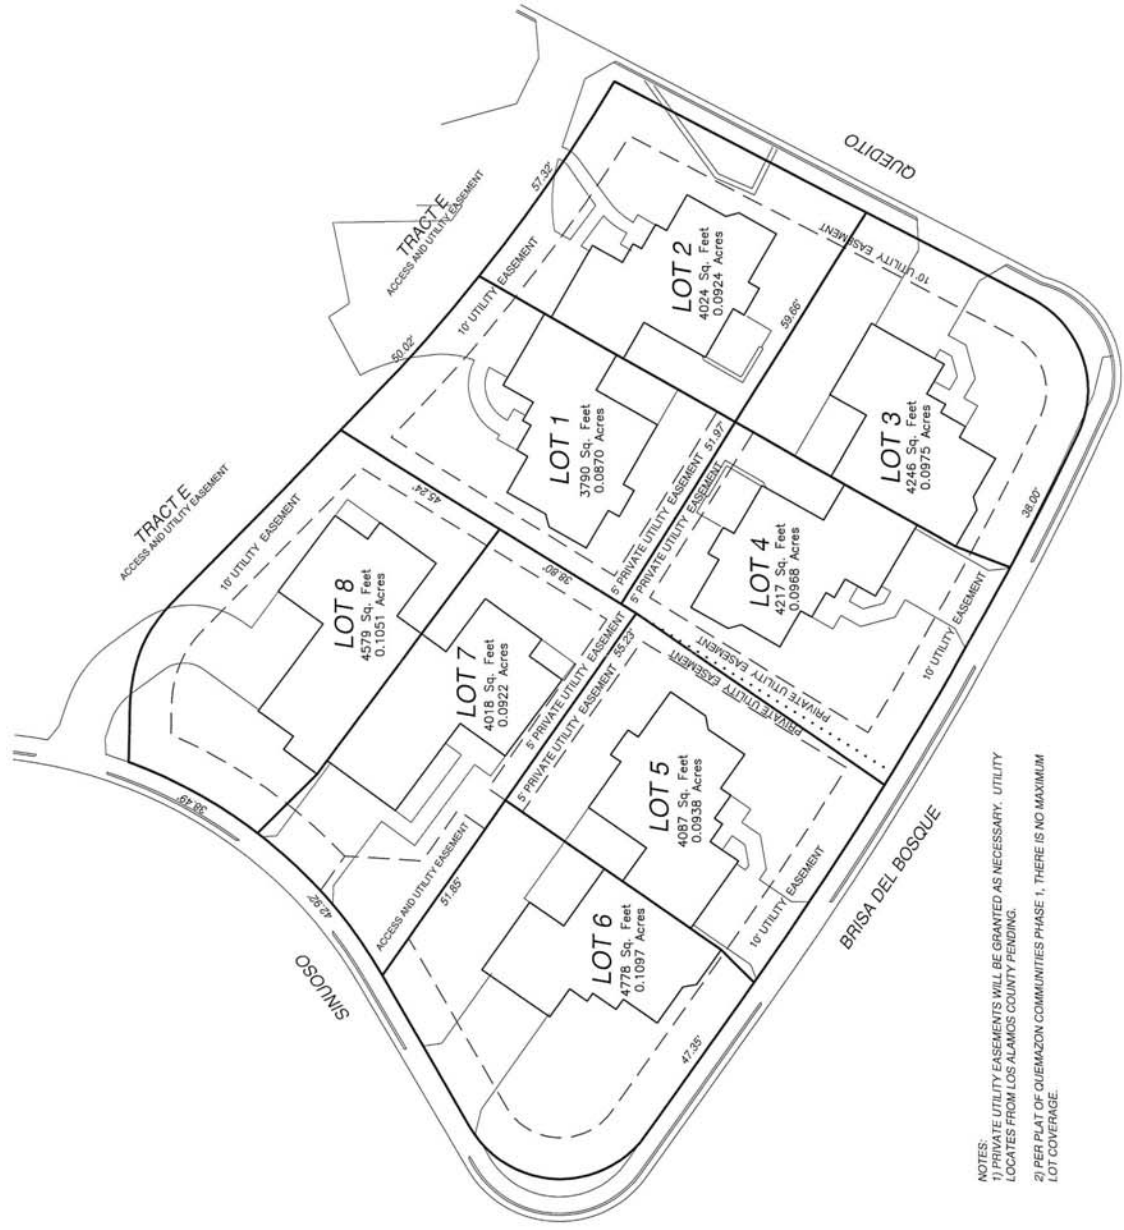 TRACT E
ACCESS AND UTILITY EASEMENT
TRACT E
ACCESS AND UTILITY EASEMENT
QUEDITO
SINUOSO
BRISA DEL BOSQUE
57.32'
50.02'
10' UTILITY EASEMENT
10' UTILITY EASEMENT
10' UTILITY EASEMENT
10' UTILITY EASEMENT
LOT 2
4024 Sq. Feet
0.0924 Acres
59.66'
LOT 1
3790 Sq. Feet
0.0870 Acres
51.97'
5' PRIVATE UTILITY EASEMENT
5' PRIVATE UTILITY EASEMENT
LOT 3
4246 Sq. Feet
0.0975 Acres
38.00'
LOT 4
4217 Sq. Feet
0.0968 Acres
10' UTILITY EASEMENT
45.24'
38.80'
10' UTILITY EASEMENT
LOT 8
4579 Sq. Feet
0.1051 Acres
38.49'
LOT 7
4018 Sq. Feet
0.0922 Acres
42.92'
5' PRIVATE UTILITY EASEMENT
5' PRIVATE UTILITY EASEMENT
55.23'
PRIVATE UTILITY EASEMENT
PRIVATE UTILITY EASEMENT
LOT 5
4087 Sq. Feet
0.0938 Acres
10' UTILITY EASEMENT
ACCESS AND UTILITY EASEMENT
51.85'
LOT 6
4778 Sq. Feet
0.1097 Acres
47.35'
NOTES:
1) PRIVATE UTILITY EASEMENTS WILL BE GRANTED AS NECESSARY. UTILITY
LOCATES FROM LOS ALAMOS COUNTY PENDING.
2) PER PLAT OF QUEMAZON COMMUNITIES PHASE 1, THERE IS NO MAXIMUM
LOT COVERAGE.